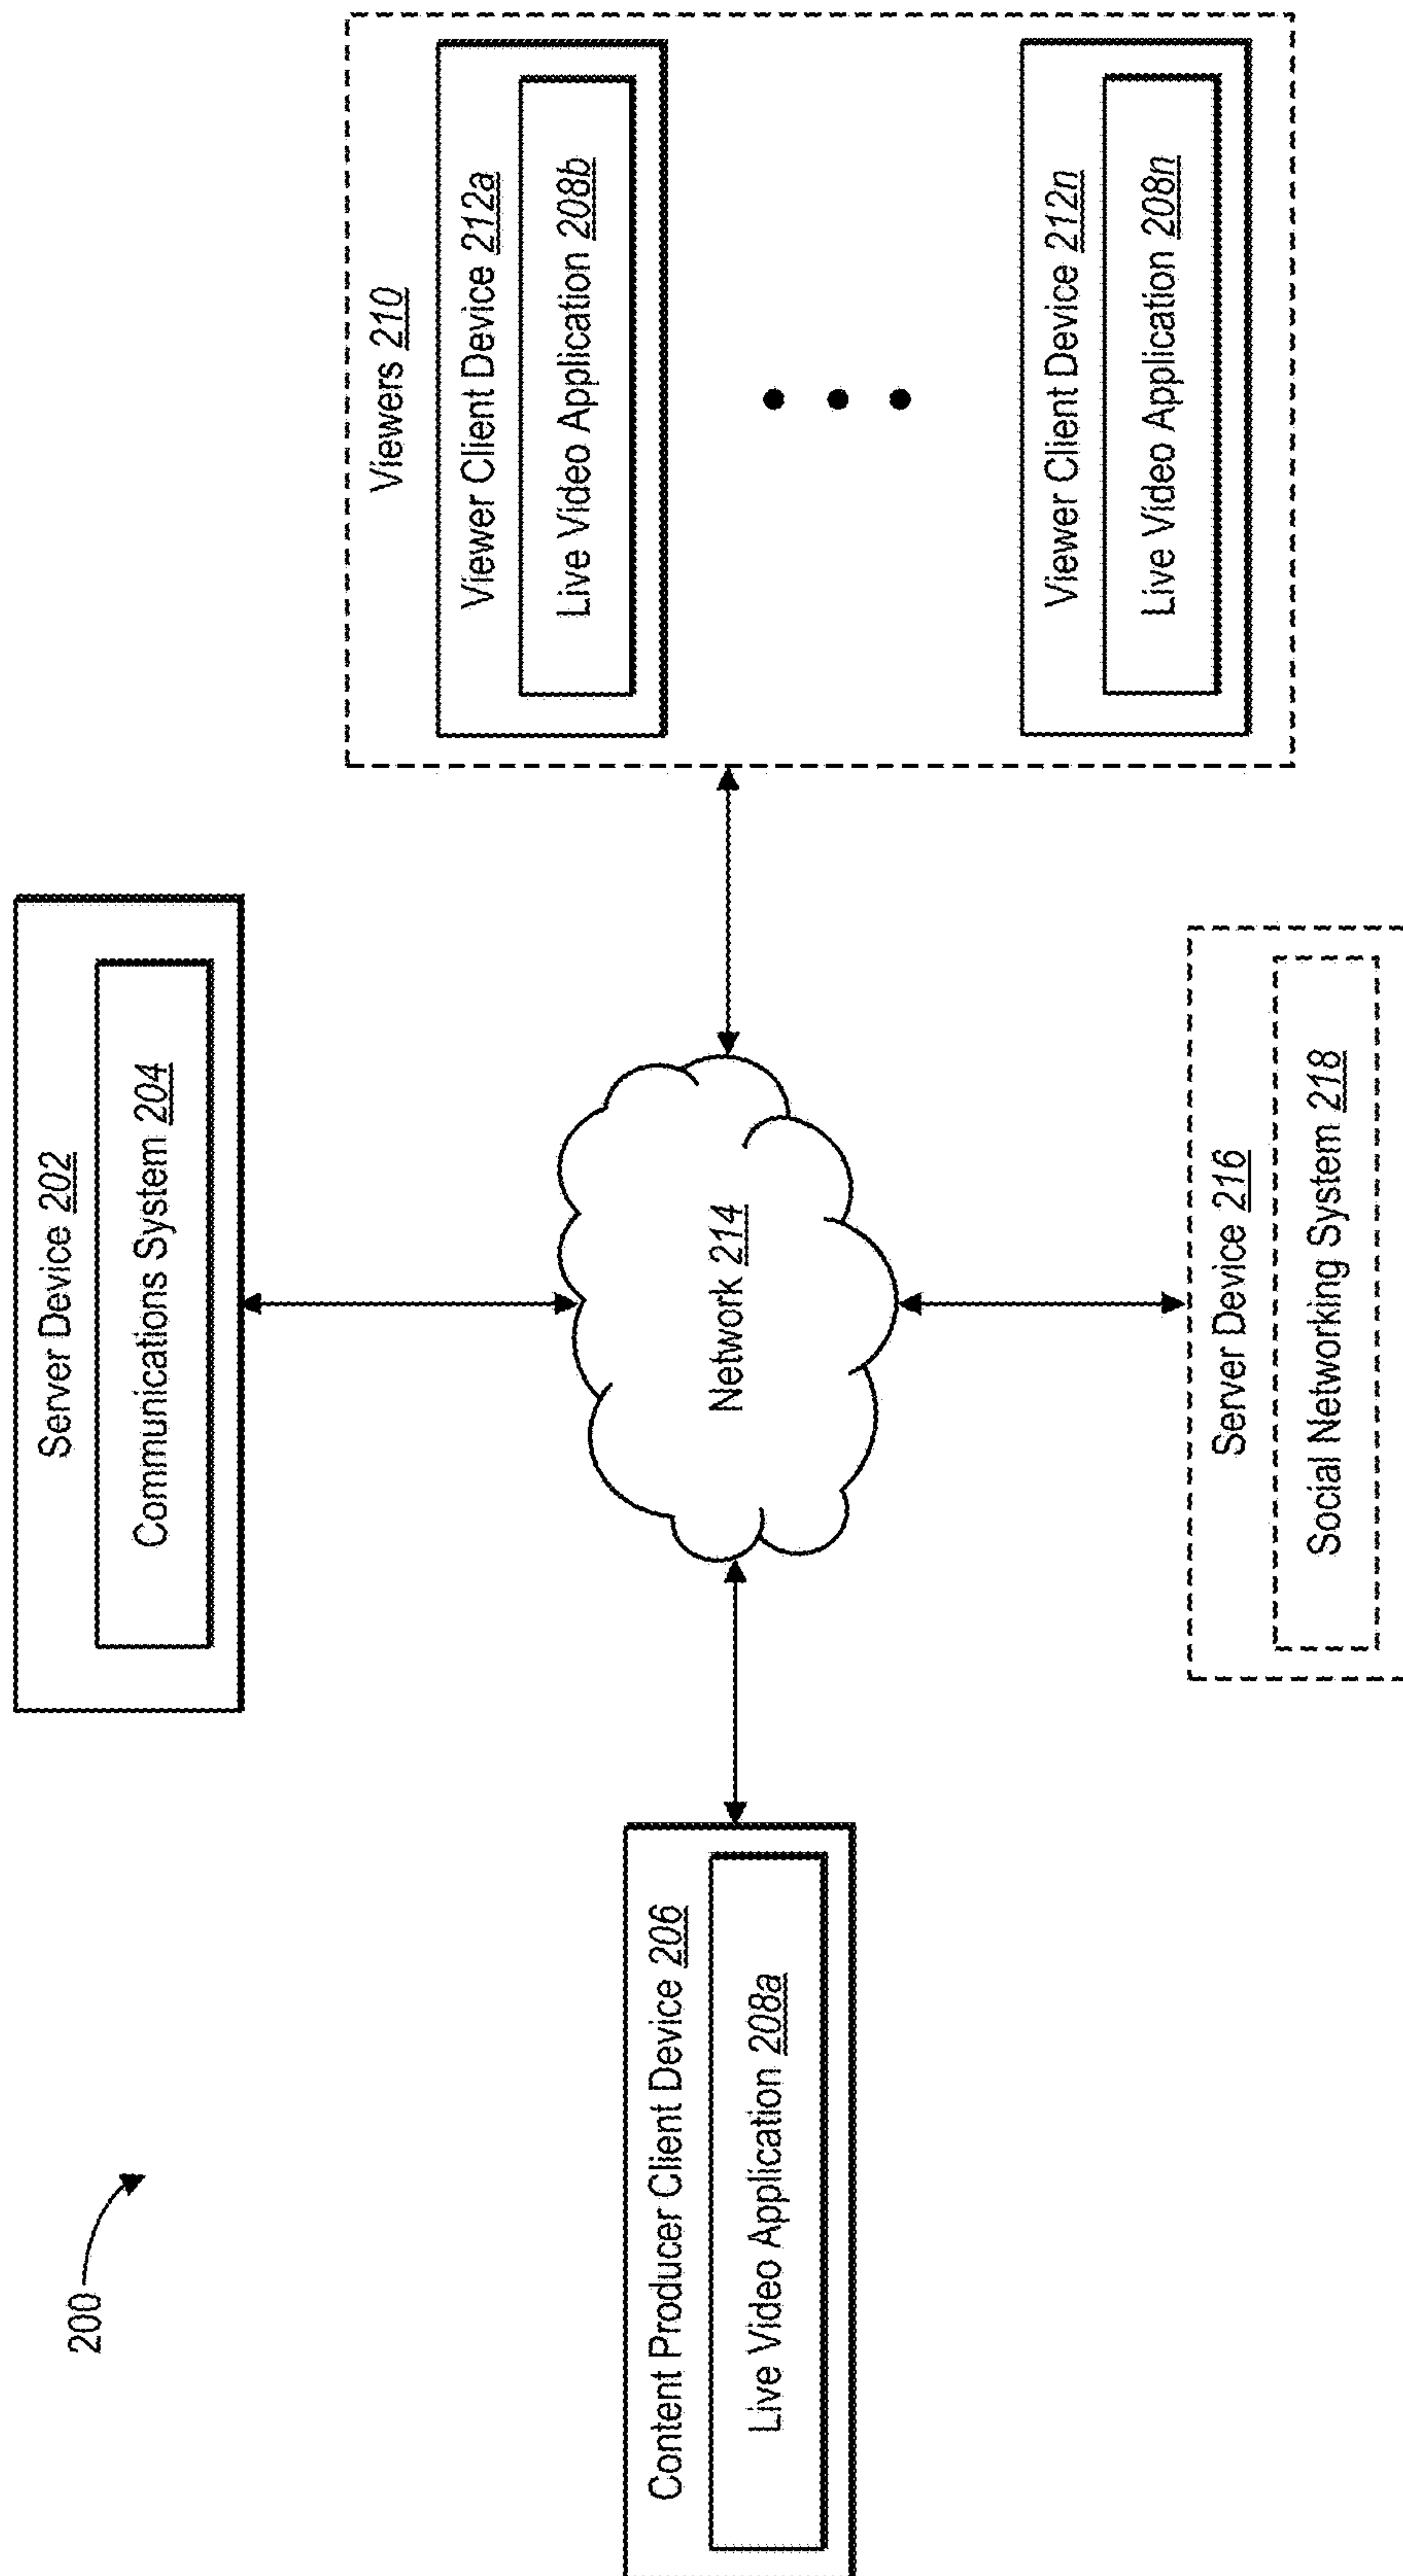 200
Server Device 202
Communications System 204
Content Producer Client Device 206
Live Video Application 208a
Network 214
Viewers 210
Viewer Client Device 212a
Live Video Application 208b
Viewer Client Device 212n
Live Video Application 208n
Server Device 216
Social Networking System 218